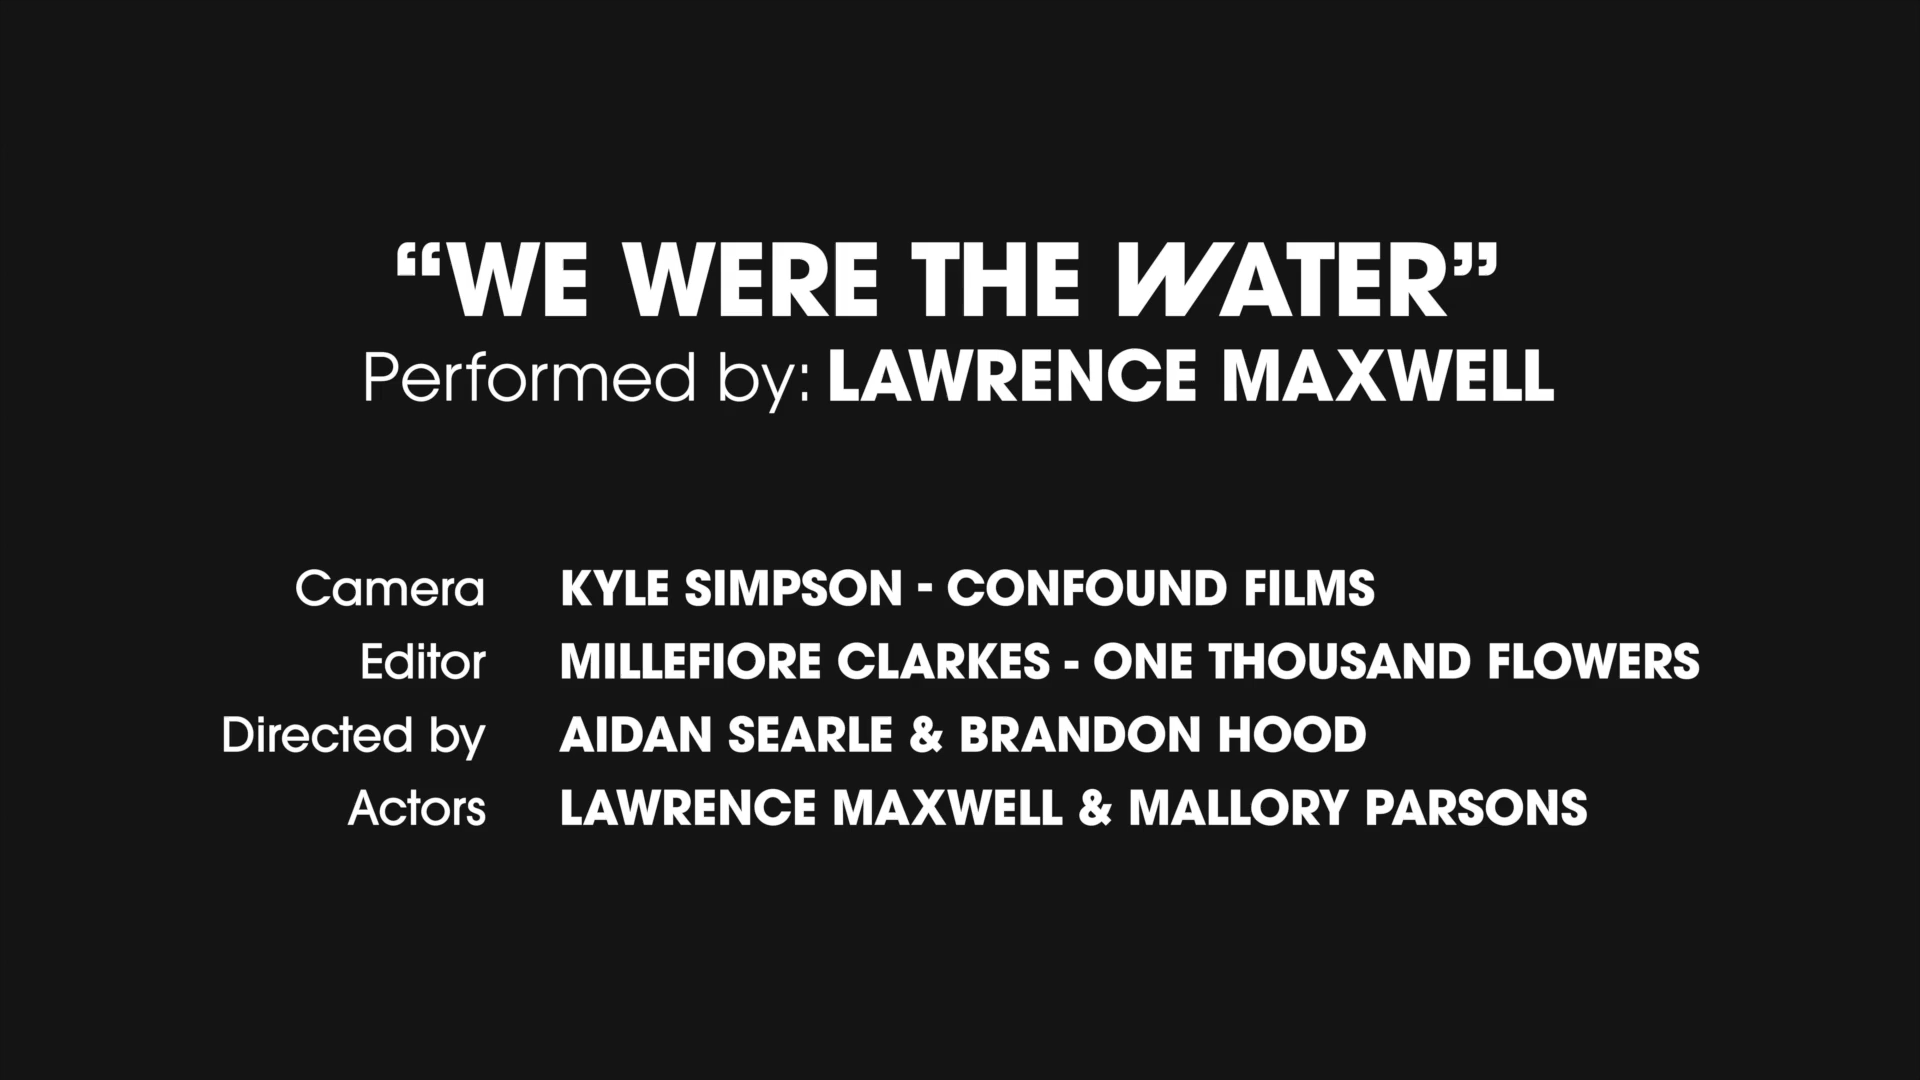 “WE WERE THE WATER”
Performed by: LAWRENCE MAXWELL
Camera KYLE SIMPSON - CONFOUND FILMS
Editor MILLEFIORE CLARKES - ONE THOUSAND FLOWERS
Directed by AIDAN SEARLE & BRANDON HOOD
Actors LAWRENCE MAXWELL & MALLORY PARSONS